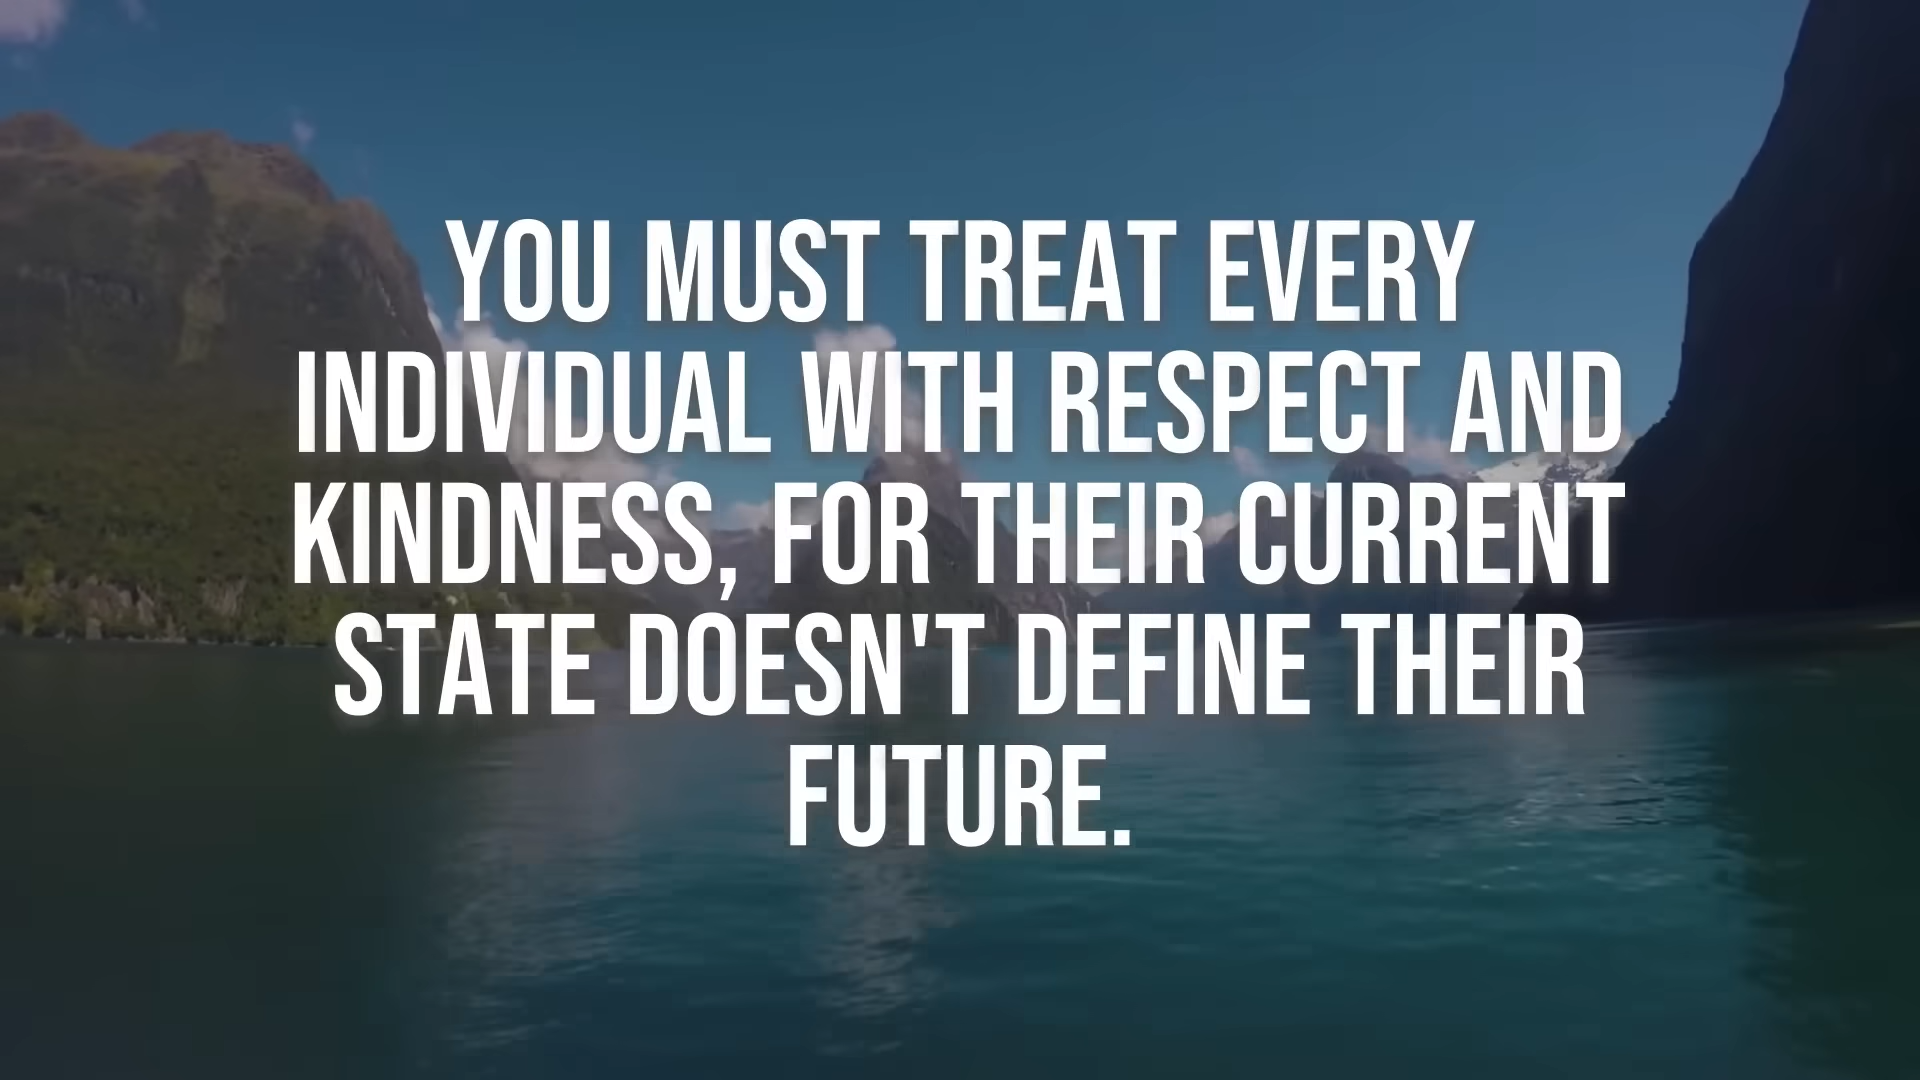 YOU MUST TREAT EVERY
INDIVIDUAL WITH RESPECT AND
KINDNESS, FOR THEIR CURRENT
STATE DOESN'T DEFINE THEIR
FUTURE.